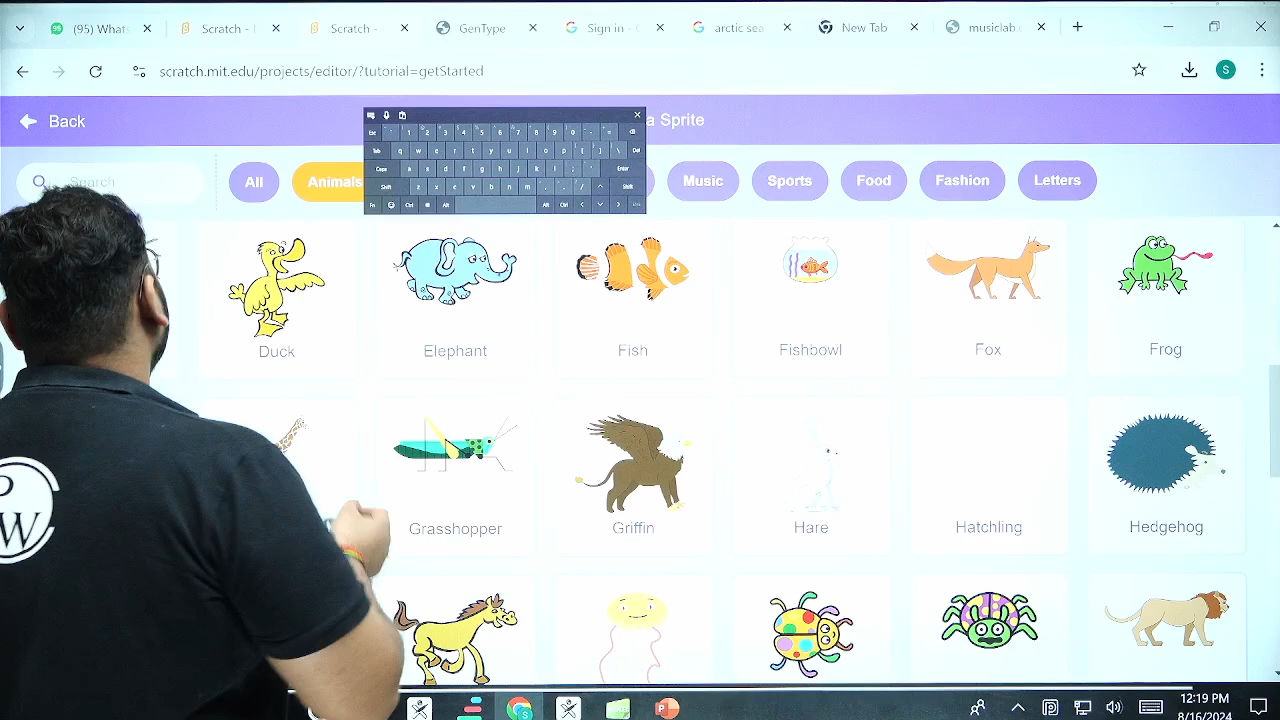 (95) Whats
Scratch -
Scratch -
GenType
Sign in -
arctic sea
New Tab
musiclab
scratch.mit.edu/projects/editor/?tutorial=getStarted
S
Back
a Sprite
Search
All
Animals
Music
Sports
Food
Fashion
Letters
Duck
Elephant
Fish
Fishbowl
Fox
Frog
Grasshopper
Griffin
Hare
Hatchling
Hedgehog
W
12:19 PM
8/16/2024